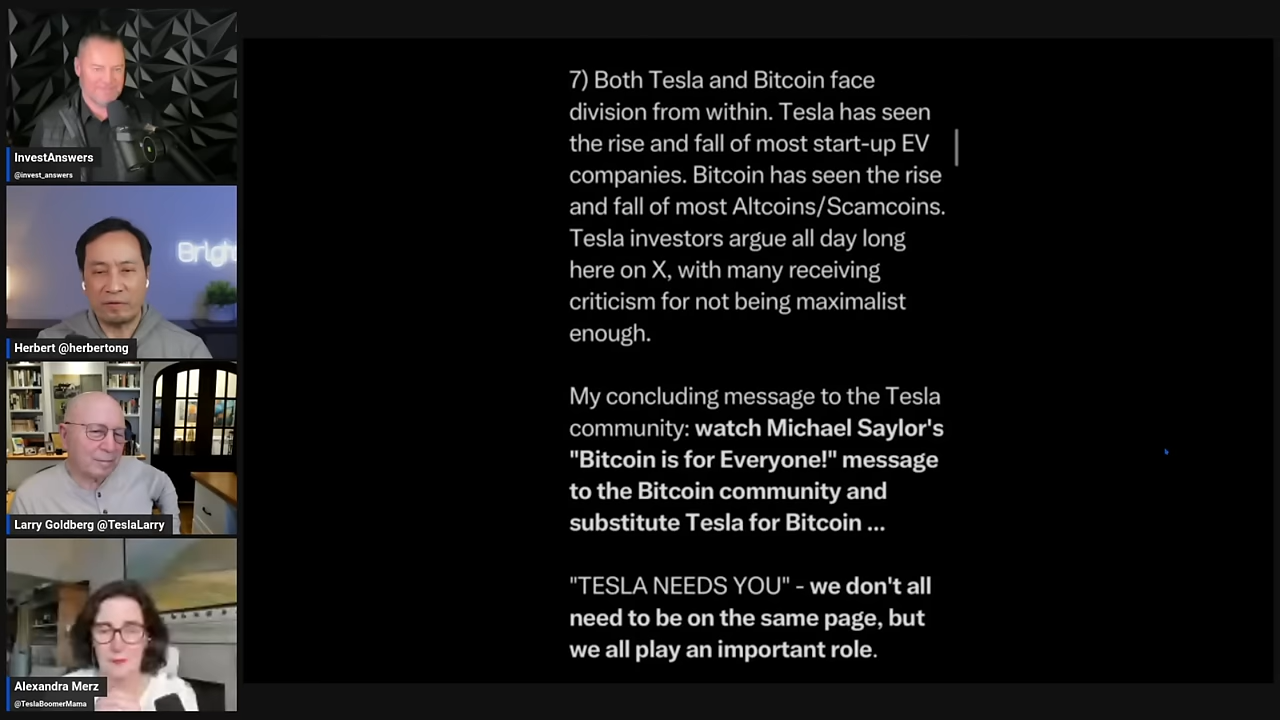 InvestAnswers
@invest_answers
Brigh
Herbert @herbertong
Larry Goldberg @TeslaLarry
Alexandra Merz
@TeslaBoomerMama
7) Both Tesla and Bitcoin face
division from within. Tesla has seen
the rise and fall of most start-up EV
companies. Bitcoin has seen the rise
and fall of most Altcoins/Scamcoins.
Tesla investors argue all day long
here on X, with many receiving
criticism for not being maximalist
enough.
My concluding message to the Tesla
community: watch Michael Saylor's
"Bitcoin is for Everyone!" message
to the Bitcoin community and
substitute Tesla for Bitcoin ...
"TESLA NEEDS YOU" - we don't all
need to be on the same page, but
we all play an important role.